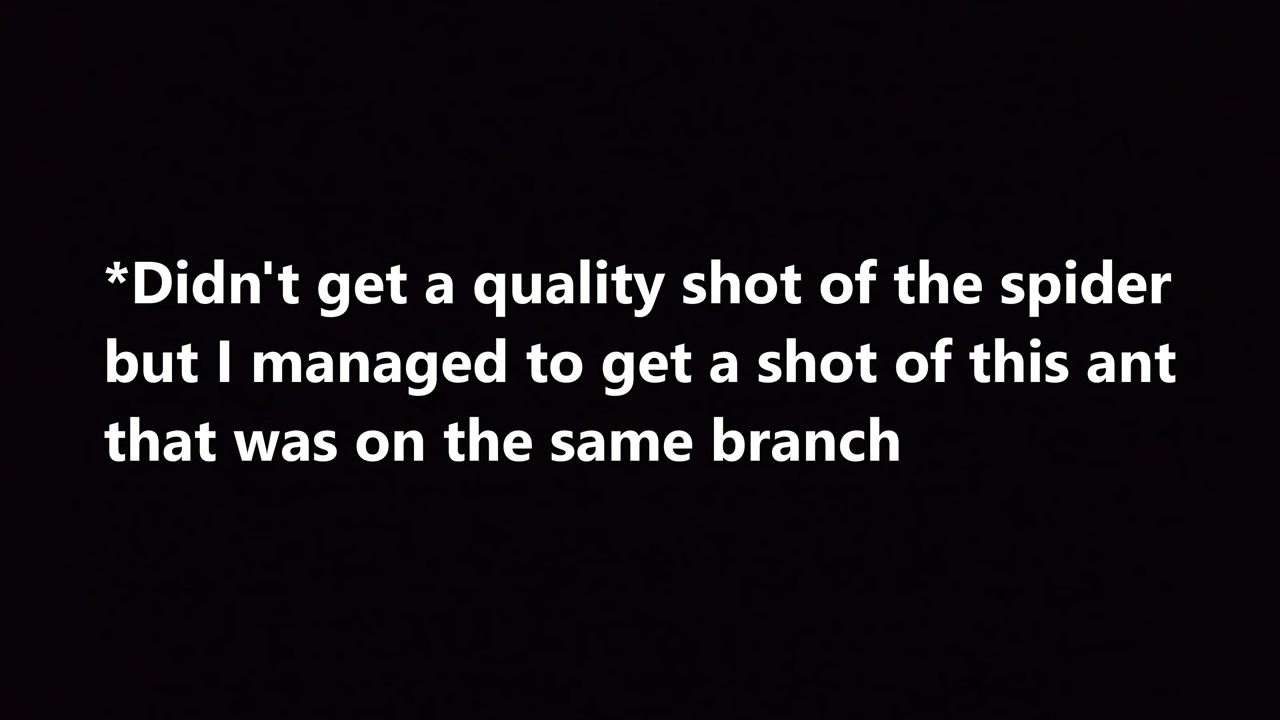 *Didn't get a quality shot of the spider
but I managed to get a shot of this ant
that was on the same branch